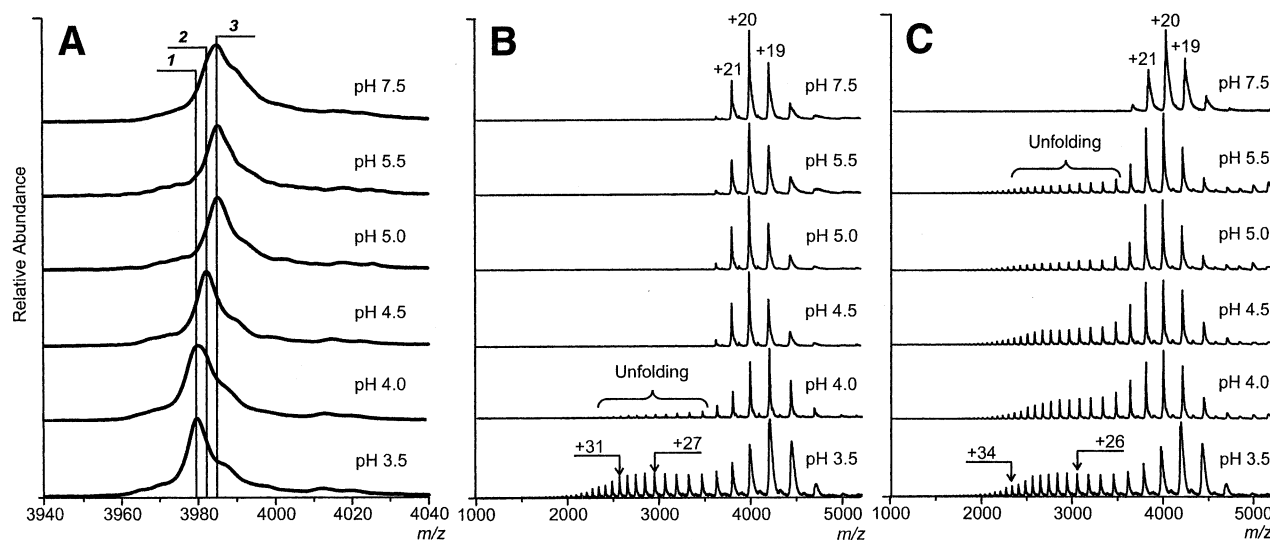 A
1
2
3
pH 7.5
pH 5.5
pH 5.0
pH 4.5
pH 4.0
pH 3.5
Relative Abundance
3940 3960 3980 4000 4020 4040
m/z
B
+21
+20
+19
pH 7.5
pH 5.5
pH 5.0
pH 4.5
Unfolding
pH 4.0
+31
+27
pH 3.5
1000 2000 3000 4000 5000
m/z
C
+21
+20
+19
pH 7.5
Unfolding
pH 5.5
pH 5.0
pH 4.5
pH 4.0
+34
+26
pH 3.5
1000 2000 3000 4000 5000
m/z